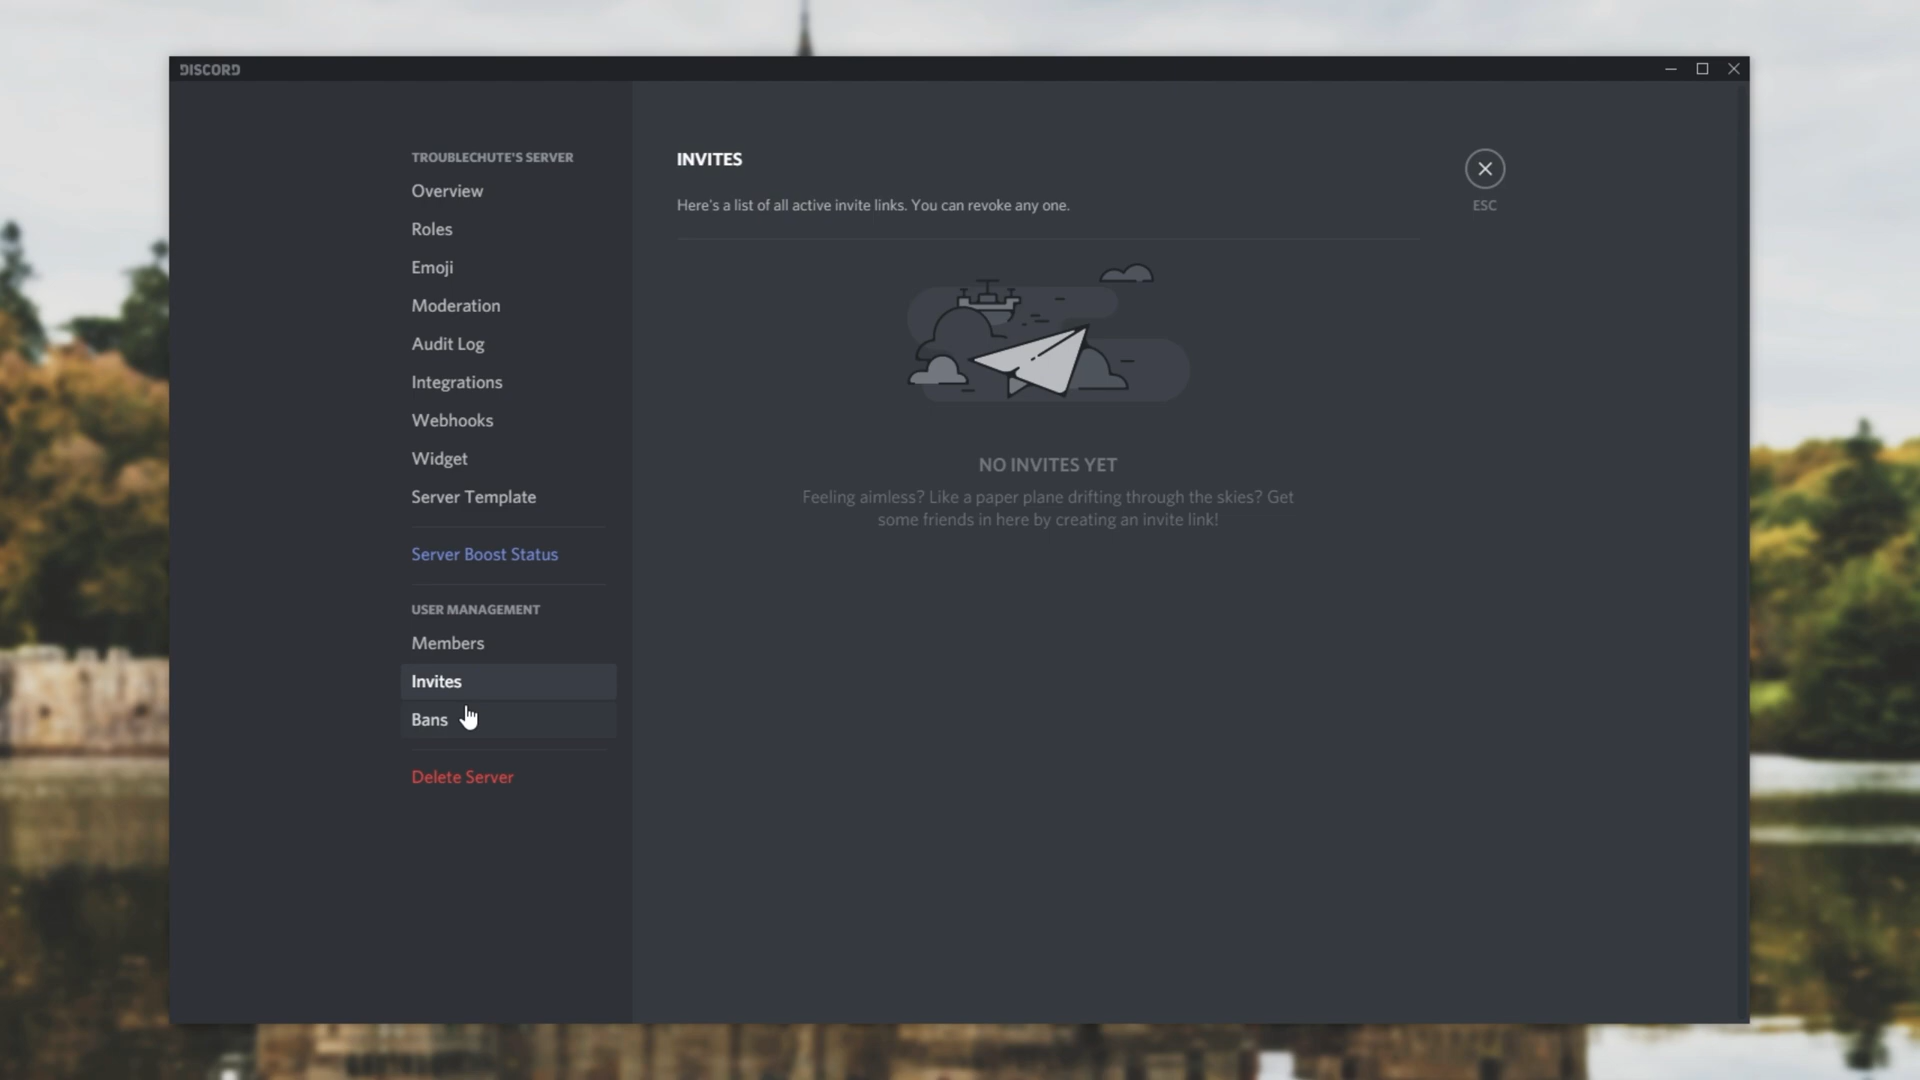 DISCORD
TROUBLECHUTE'S SERVER
Overview
Roles
Emoji
Moderation
Audit Log
Integrations
Webhooks
Widget
Server Template
Server Boost Status
USER MANAGEMENT
Members
Invites
Bans
Delete Server
INVITES
Here's a list of all active invite links. You can revoke any one.
ESC
NO INVITES YET
Feeling aimless? Like a paper plane drifting through the skies? Get
some friends in here by creating an invite link!